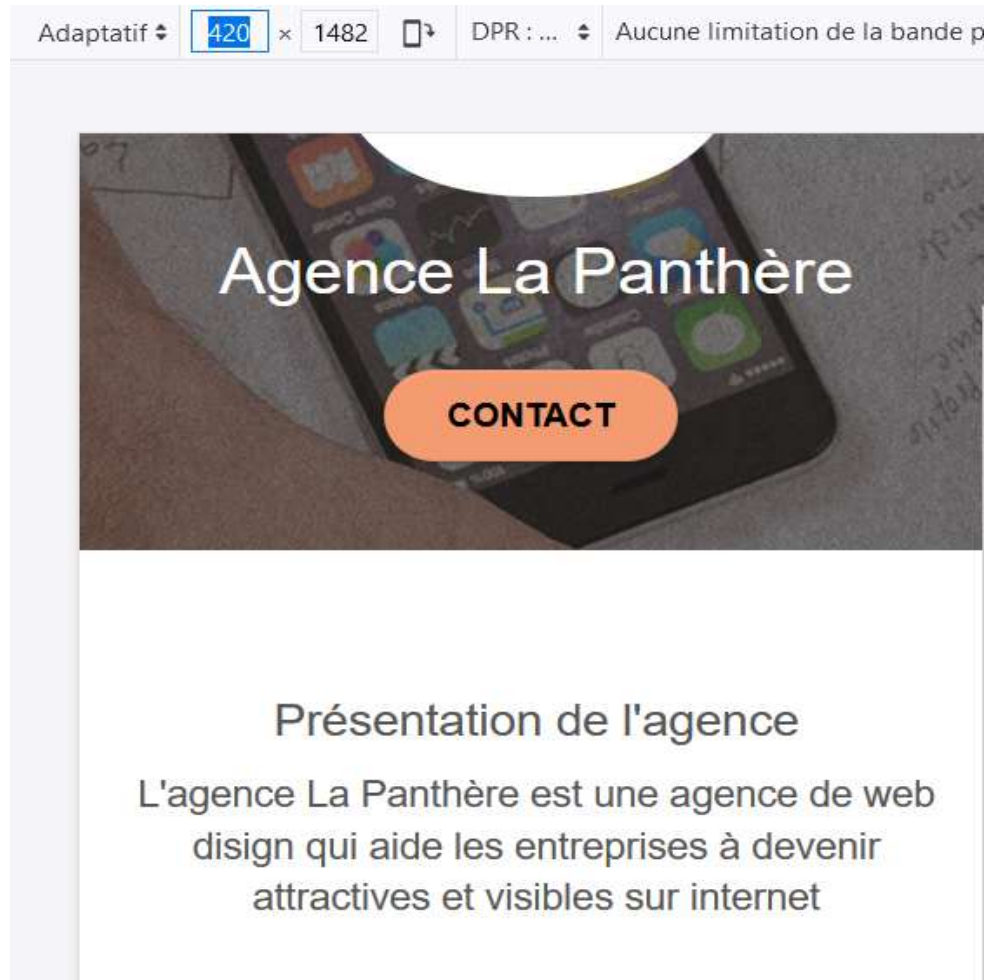 Adaptatif 420 × 1482 DPR : ... Aucune limitation de la bande p
Agence La Panthère
CONTACT
Présentation de l'agence
L'agence La Panthère est une agence de web
disign qui aide les entreprises à devenir
attractives et visibles sur internet